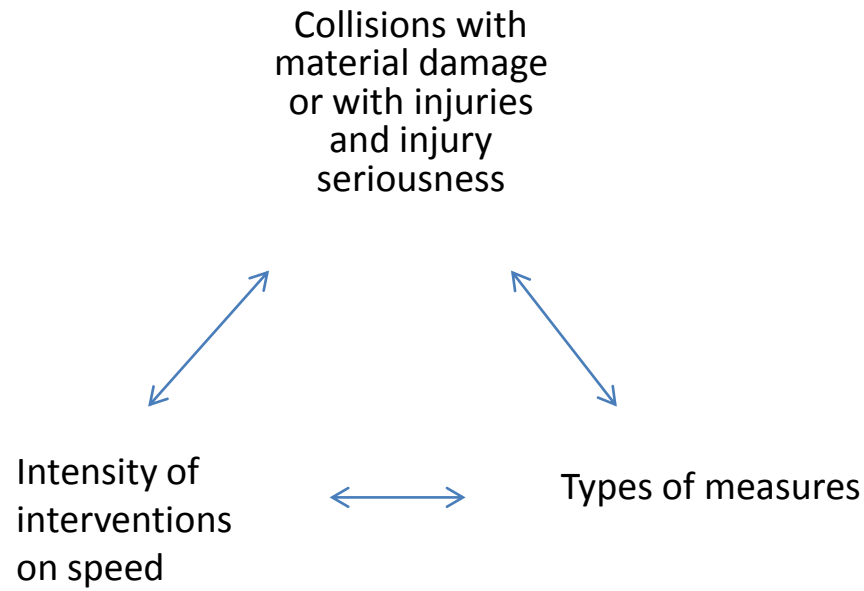 Collisions with
material damage
or with injuries
and injury
seriousness
Intensity of
interventions
on speed
Types of measures